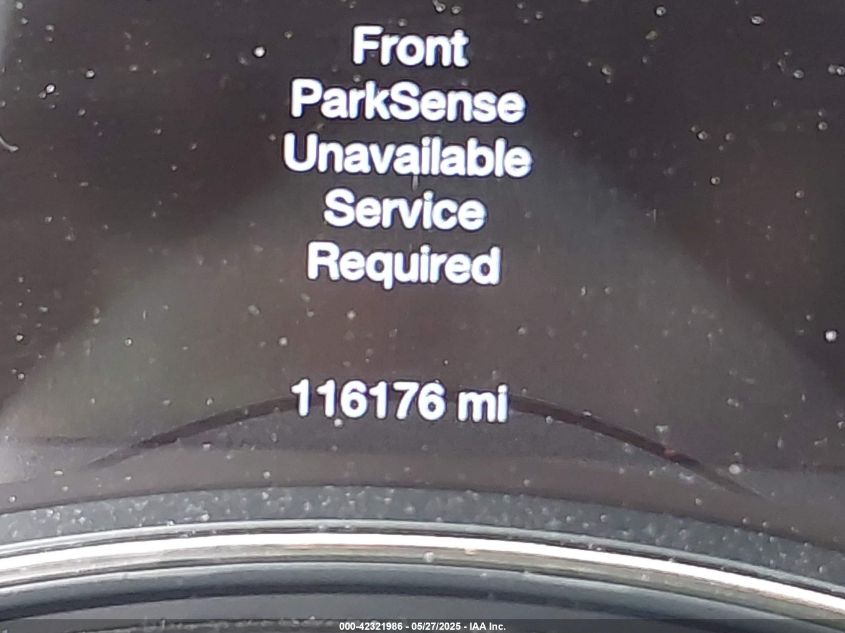 Front
ParkSense
Unavailable
Service
Required
116176 mi
000-42321986 - 05/27/2025 - IAA Inc.